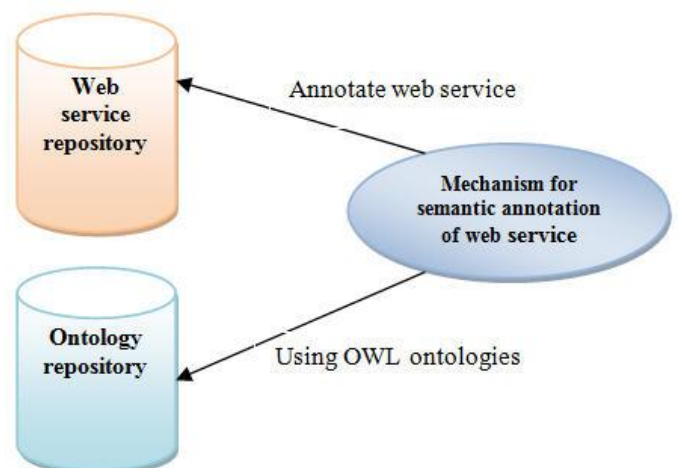 Web
service
repository
Annotate web service
Mechanism for
semantic annotation
of web service
Ontology
repository
Using OWL ontologies